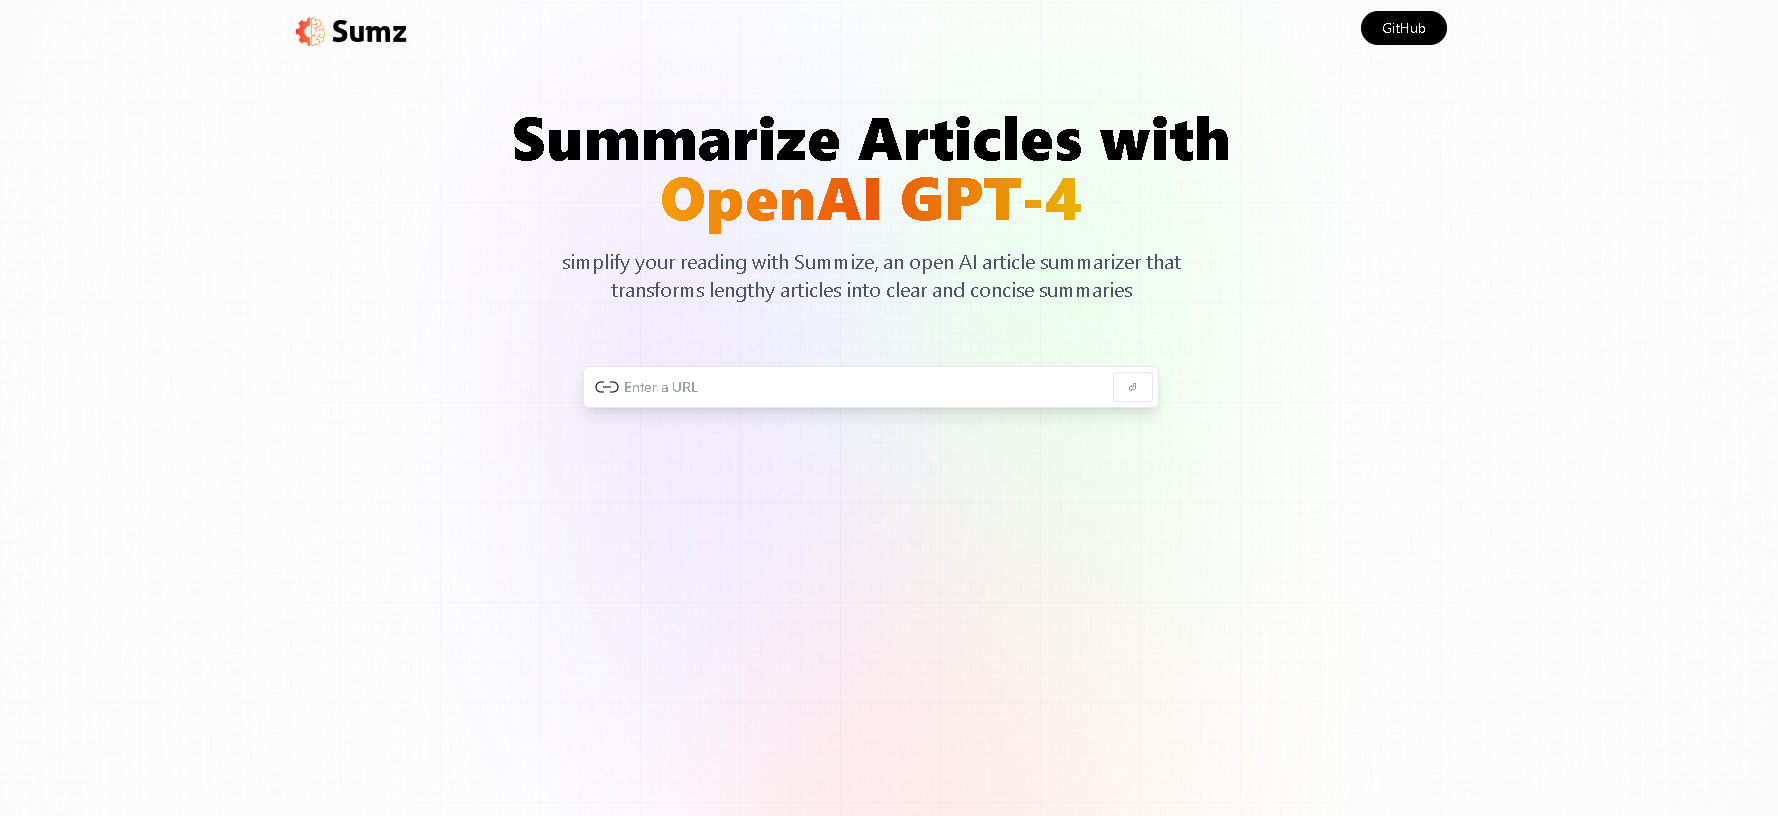 Sumz
GitHub
Summarize Articles with
OpenAI GPT-4
simplify your reading with Summize, an open AI article summarizer that
transforms lengthy articles into clear and concise summaries
Enter a URL
⏎